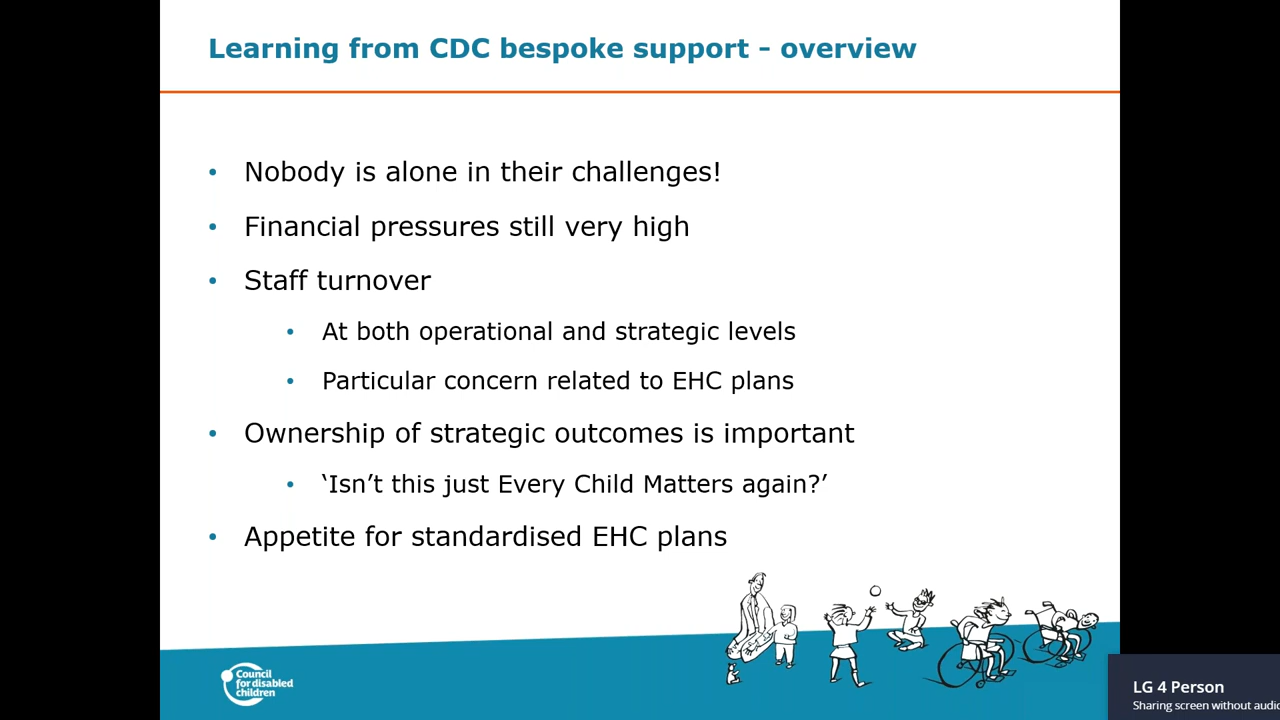 Learning from CDC bespoke support – overview
• Nobody is alone in their challenges!
• Financial pressures still very high
• Staff turnover
• At both operational and strategic levels
• Particular concern related to EHC plans
• Ownership of strategic outcomes is important
• ‘Isn’t this just Every Child Matters again?’
• Appetite for standardised EHC plans
Council
for disabled
children
LG 4 Person
Sharing screen without audio